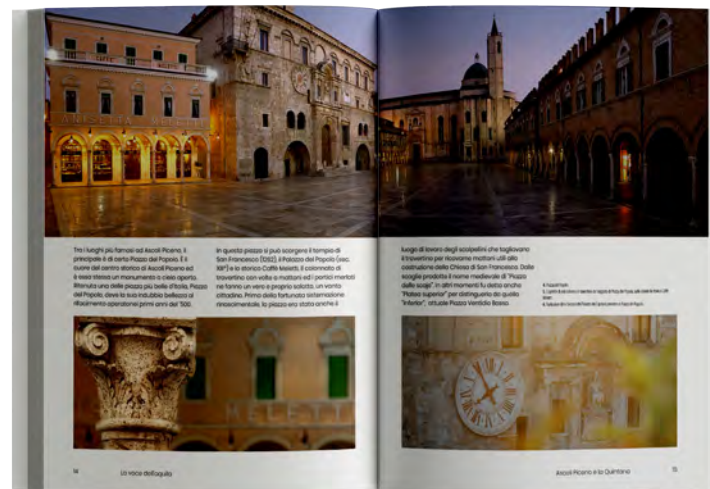 CAFFÈ MELETTI
ANISETTA MELETTI
Tra i luoghi più famosi ad Ascoli Piceno, il
principale è di certo Piazza del Popolo. È il
cuore del centro storico di Ascoli Piceno ed
è essa stessa un monumento a cielo aperto.
Ritenuta una delle piazze più belle d'Italia, Piazza
del Popolo, deve la sua indubbia bellezza al
rifacimento operatonei primi anni del '500.
In questa piazza si può scorgere il tempio di
San Francesco (1262), il Palazzo del Popolo (sec.
XIII°) e lo storico Caffè Meletti. Il colonnato di
travertino con volte a mattoni ed i portici merlati
ne fanno un vero e proprio salotto, un vanto
cittadino. Prima della fortunata sistemazione
rinascimentale, la piazza era stata anche il
luogo di lavoro degli scalpellini che tagliavano
il travertino per ricavarne mattoni utili alla
costruzione della Chiesa di San Francesco. Dalle
scaglie prodotte il nome medievale di "Piazza
delle scaje". In altri momenti fu detta anche
"Platea superior" per distinguerla da quella
"inferior", attuale Piazza Ventidio Basso.
MELETTI
14
La voce dell'aquila
Ascoli Piceno e la Quintana
15